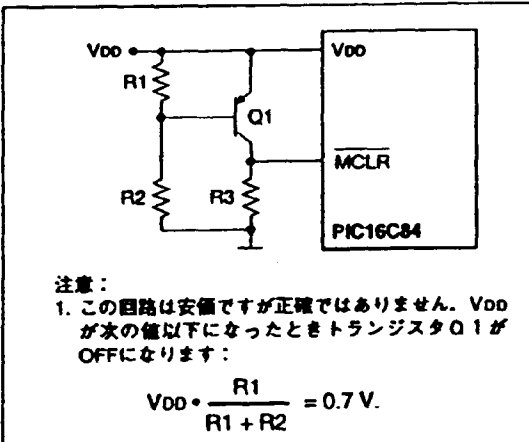 VDD
VDD
R1
Q1
MCLR
R2
R3
PIC16C84
注意：
1. この回路は安価ですが正確ではありません。VDD
が次の値以下になったときトランジスタQ1が
OFFになります：
VDD • R1 / (R1 + R2) = 0.7 V.